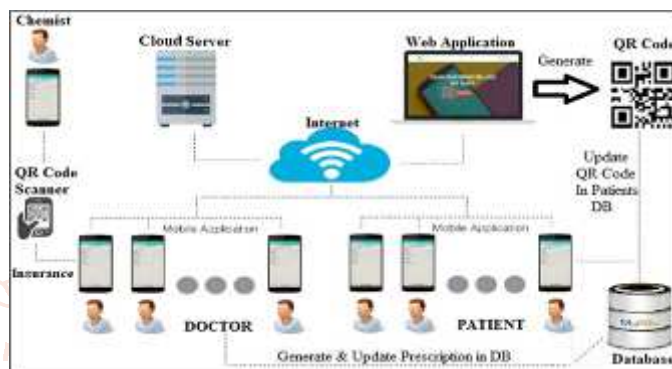 Chemist
Cloud Server
Web Application
QR Code
Generate
Internet
QR Code
Scanner
Update
QR Code
In Patients
DB
Mobile Application
Mobile Application
Insurance
DOCTOR
PATIENT
Generate & Update Prescription in DB
Database